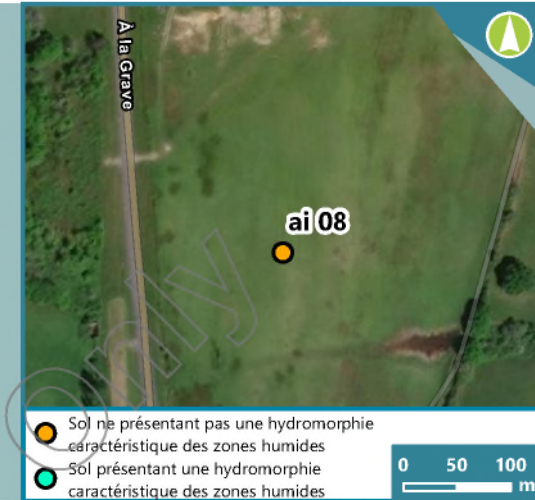 À la Grave
ai 08
only
Sol ne présentant pas une hydromorphie
caractéristique des zones humides
Sol présentant une hydromorphie
caractéristique des zones humides
0 50 100
m